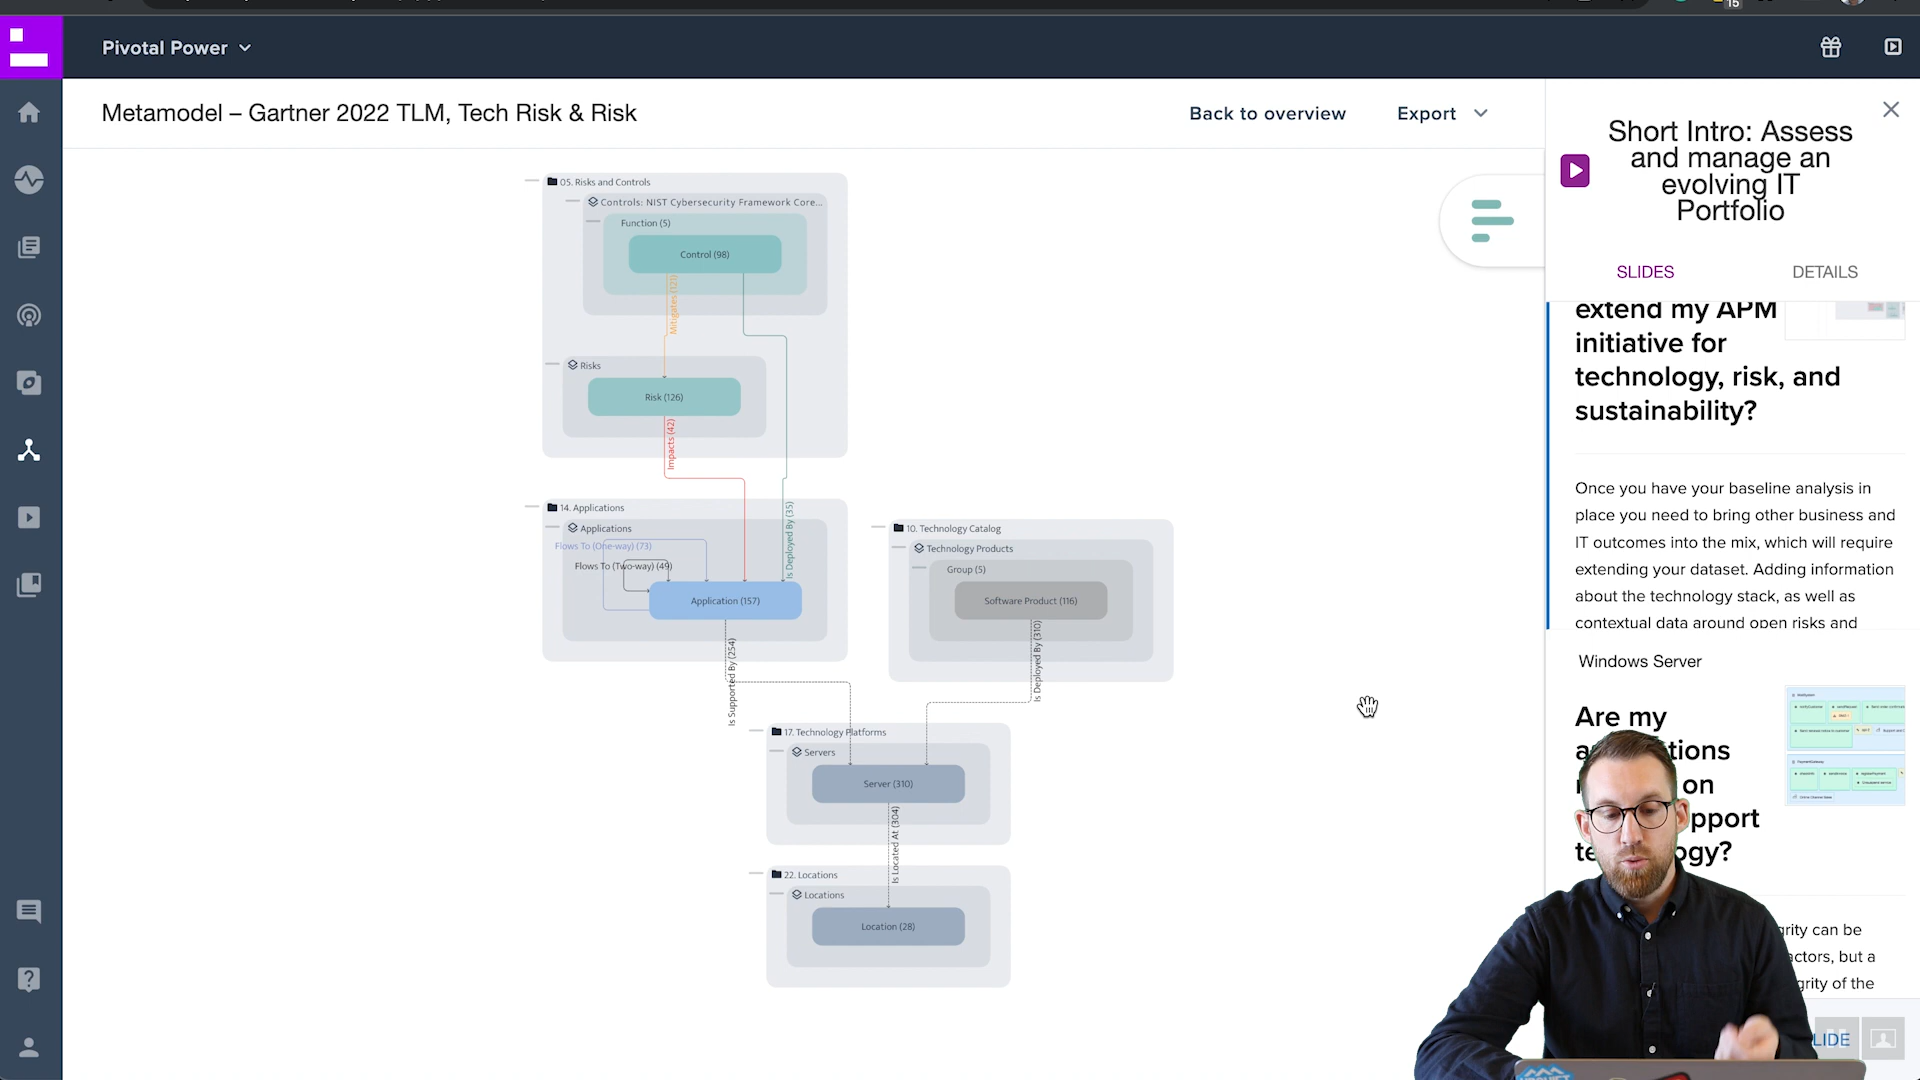 15
Pivotal Power
Metamodel – Gartner 2022 TLM, Tech Risk & Risk
Back to overview
Export
05. Risks and Controls
Controls: NIST Cybersecurity Framework Core...
Function (5)
Control (98)
Mitigates (121)
Risks
Risk (126)
Impacts (42)
14. Applications
Applications
Flows To (One-way) (73)
Flows To (Two-way) (49)
Is Deployed By (35)
Application (157)
Is Supported By (254)
10. Technology Catalog
Technology Products
Group (5)
Software Product (116)
Is Deployed By (310)
17. Technology Platforms
Servers
Server (310)
Is Located At (304)
22. Locations
Locations
Location (28)
Short Intro: Assess
and manage an
evolving IT
Portfolio
SLIDES
DETAILS
extend my APM
initiative for
technology, risk, and
sustainability?
Once you have your baseline analysis in
place you need to bring other business and
IT outcomes into the mix, which will require
extending your dataset. Adding information
about the technology stack, as well as
contextual data around open risks and
Windows Server
Are my
on
ogy?
grity can be
actors, but a
grity of the
LIDE